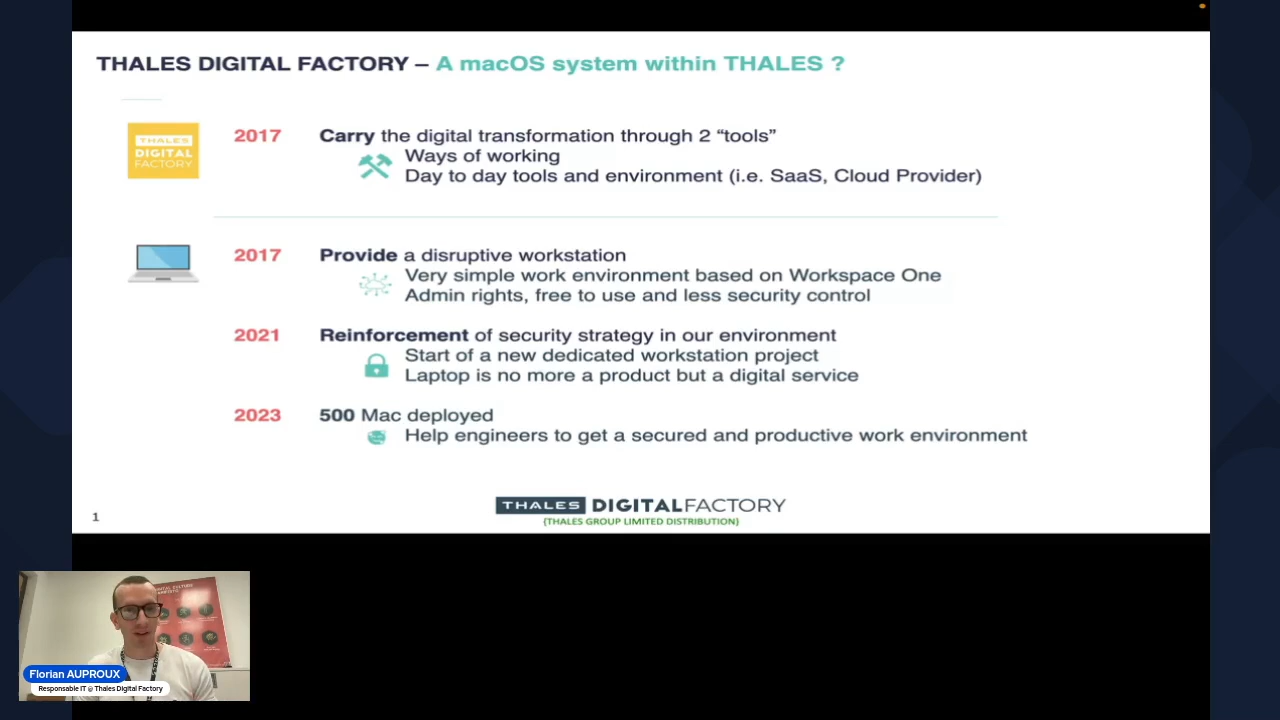 THALES DIGITAL FACTORY – A macOS system within THALES ?
THALES
DIGITAL
FACTORY
2017 Carry the digital transformation through 2 “tools”
Ways of working
Day to day tools and environment (i.e. SaaS, Cloud Provider)
2017 Provide a disruptive workstation
Very simple work environment based on Workspace One
Admin rights, free to use and less security control
2021 Reinforcement of security strategy in our environment
Start of a new dedicated workstation project
Laptop is no more a product but a digital service
2023 500 Mac deployed
Help engineers to get a secured and productive work environment
THALES DIGITALFACTORY
(THALES GROUP LIMITED DISTRIBUTION)
1
DIGITAL CULTURE
Florian AUPROUX
Responsable IT @ Thales Digital Factory